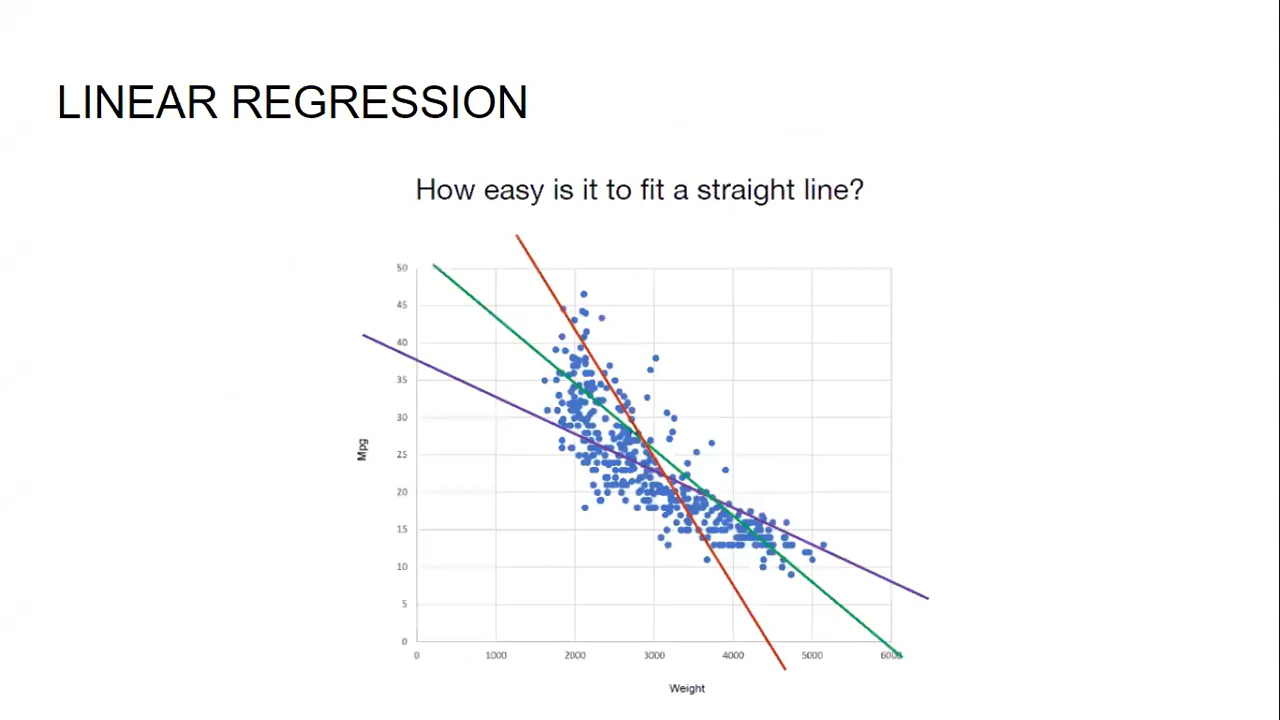 LINEAR REGRESSION
How easy is it to fit a straight line?
50
45
40
35
30
25
20
15
10
5
0
Mpg
0 1000 2000 3000 4000 5000 6000
Weight